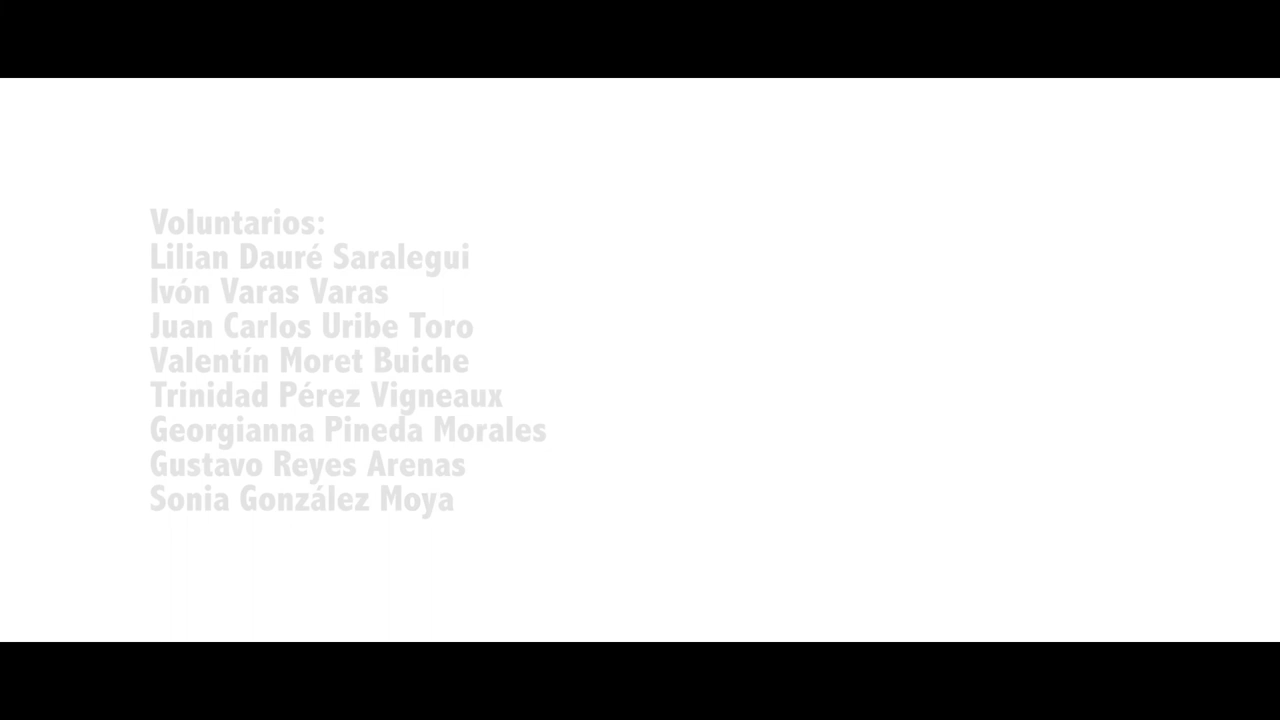 Voluntarios:
Lilian Dauré Saralegui
Ivón Varas Varas
Juan Carlos Uribe Toro
Valentín Moret Buiche
Trinidad Pérez Vigneaux
Georgianna Pineda Morales
Gustavo Reyes Arenas
Sonia González Moya